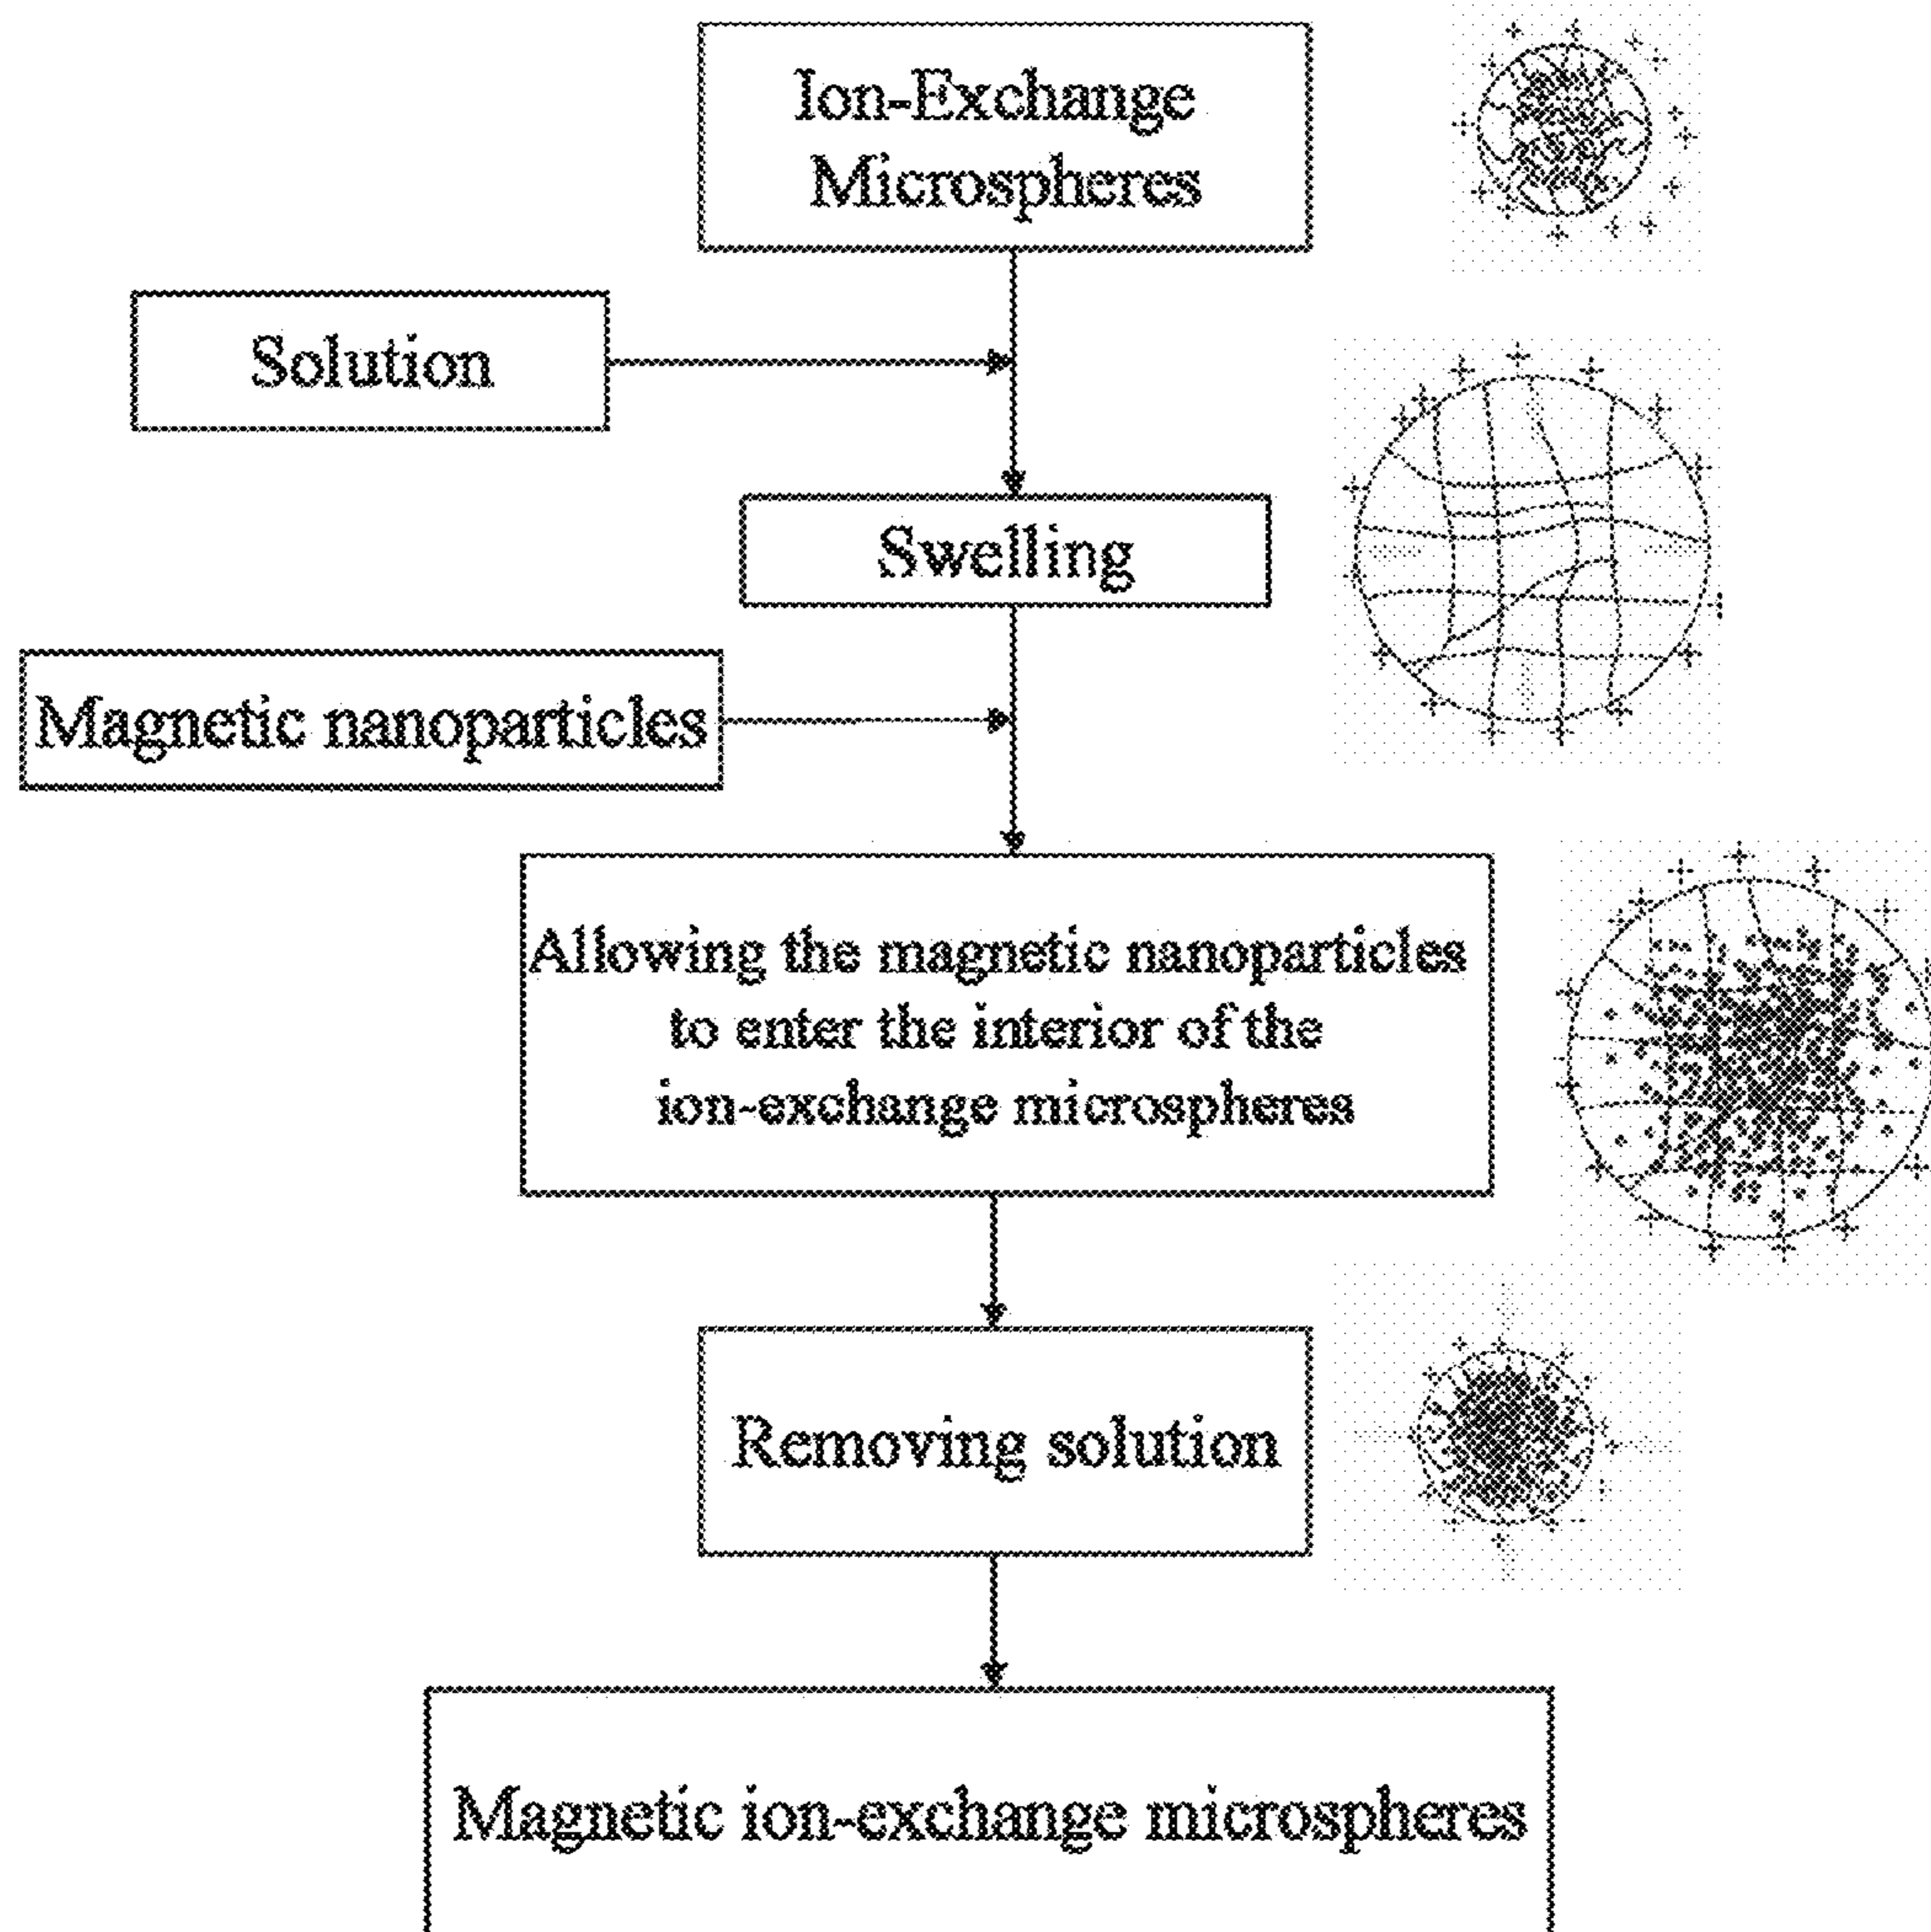 Ion-Exchange
Microspheres
Solution
Swelling
Magnetic nanoparticles
Allowing the magnetic nanoparticles
to enter the interior of the
ion-exchange microspheres
Removing solution
Magnetic ion-exchange microspheres